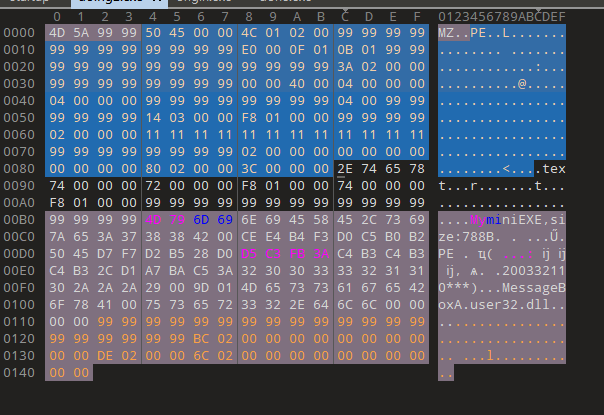 0 1 2 3 4 5 6 7 8 9 A B C D E F 0123456789ABCDEF
0000 4D 5A 99 99 50 45 00 00 4C 01 02 00 99 99 99 99 MZ..PE..L.......
0010 99 99 99 99 99 99 99 99 E0 00 0F 01 0B 01 99 99
0020 99 99 99 99 99 99 99 99 99 99 99 99 3A 02 00 00 ............:...
0030 99 99 99 99 99 99 99 99 00 00 40 00 04 00 00 00 ..........@.....
0040 04 00 00 00 99 99 99 99 99 99 99 99 04 00 99 99 ................
0050 99 99 99 99 14 03 00 00 F8 01 00 00 99 99 99 99 ................
0060 02 00 00 00 11 11 11 11 11 11 11 11 11 11 11 11 ................
0070 99 99 99 99 99 99 99 99 02 00 00 00 00 00 00 00 ................
0080 00 00 00 00 80 02 00 00 3C 00 00 00 2E 74 65 78 ........<....tex
0090 74 00 00 00 72 00 00 00 F8 01 00 00 74 00 00 00 t...r.......t...
F8 01 00 00 99 99 99 99 99 99 99 99 99 99 99 99 ................
00B0 99 99 99 99 4D 79 6D 69 6E 69 45 58 45 2C 73 69 ....MyminiEXE,si
00C0 7A 65 3A 37 38 38 42 00 CE E4 B4 F3 D0 C5 B0 B2
00D0 50 45 D7 F7 D2 B5 28 D0 C4 B3 C4 B3
00E0 C4 B3 2C D1 A7 BA C5 3A 32 30 30 33 33 32 31 31
00F0 30 2A 2A 2A 29 00 9D 01 4D 65 73 73 61 67 65 42 0***)...MessageB
6F 78 41 00 75 73 65 72 33 32 2E 64 6C 6C 00 00 oxA.user32.dll..
0110 00 00 99 99 99 99 99 99 99 99 99 99 99 99 99 99 ................
0120 99 99 99 99 99 99 BC 02 00 00 00 00 00 00 00 00
0130 00 00 DE 02 00 00 6C 02 00 00 00 00 00 00 00 00
0140 00 00 ..